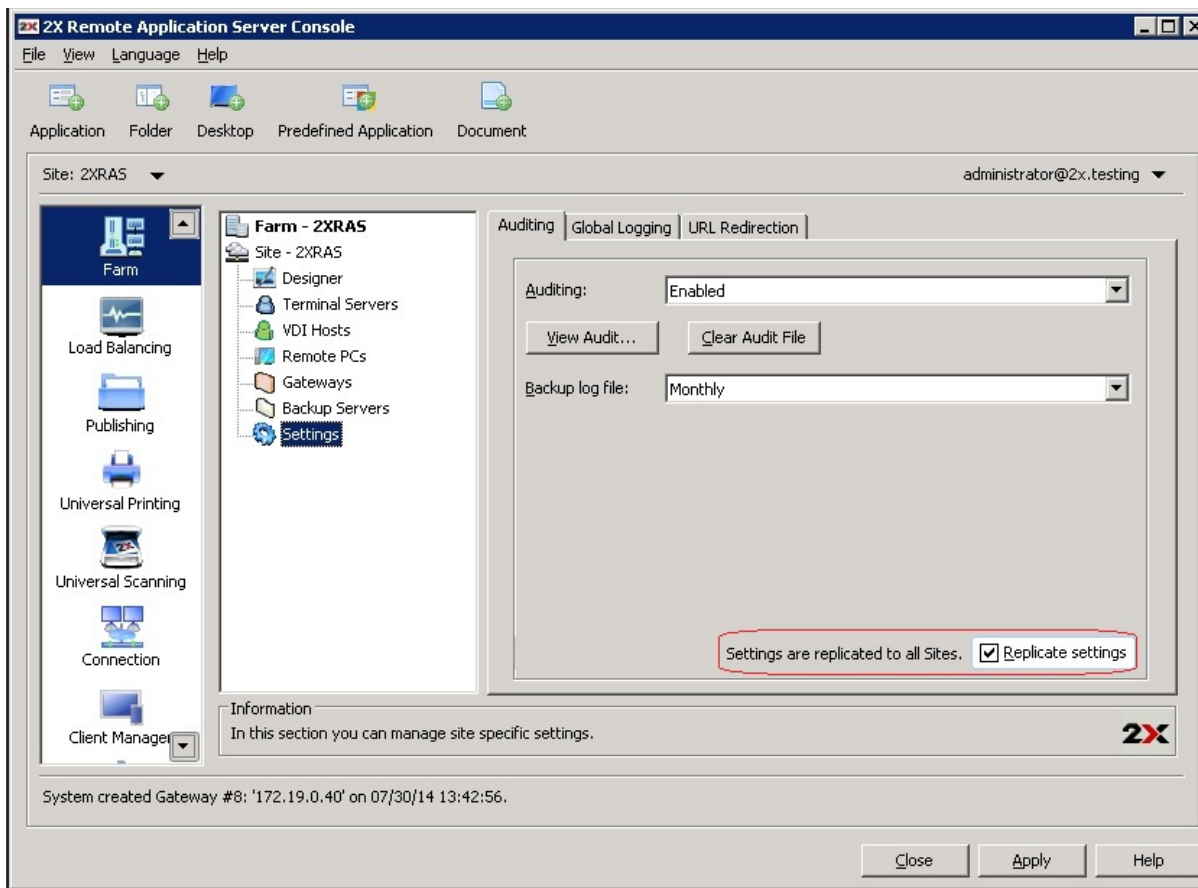 2X 2X Remote Application Server Console
File View Language Help
Application Folder Desktop Predefined Application Document
Site: 2XRAS administrator@2x.testing
Farm
Load Balancing
Publishing
Universal Printing
2X
Universal Scanning
Connection
Client Manager
Farm - 2XRAS
Site - 2XRAS
Designer
Terminal Servers
VDI Hosts
Remote PCs
Gateways
Backup Servers
Settings
Auditing Global Logging URL Redirection
Auditing: Enabled
View Audit... Clear Audit File
Backup log file: Monthly
Settings are replicated to all Sites. Replicate settings
Information
In this section you can manage site specific settings.
2X
System created Gateway #8: '172.19.0.40' on 07/30/14 13:42:56.
Close Apply Help